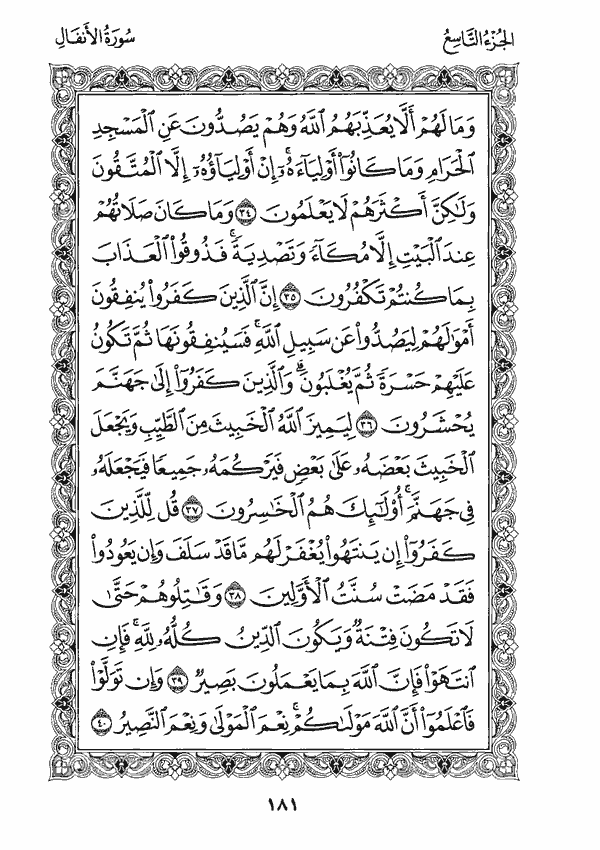 الجُزْءُ التَّاسِعُ
سُورَةُ الأَنفَالِ
وَمَا لَهُمْ أَلَّا يُعَذِّبَهُمُ ٱللَّهُ وَهُمْ يَصُدُّونَ عَنِ ٱلْمَسْجِدِ
ٱلْحَرَامِ وَمَا كَانُوٓا۟ أَوْلِيَآءَهُۥٓ ۚ إِنْ أَوْلِيَآؤُهُۥٓ إِلَّا ٱلْمُتَّقُونَ
وَلَـٰكِنَّ أَكْثَرَهُمْ لَا يَعْلَمُونَ ٣٤ وَمَا كَانَ صَلَاتُهُمْ
عِندَ ٱلْبَيْتِ إِلَّا مُكَآءً وَتَصْدِيَةً ۚ فَذُوقُوا۟ ٱلْعَذَابَ
بِمَا كُنتُمْ تَكْفُرُونَ ٣٥ إِنَّ ٱلَّذِينَ كَفَرُوا۟ يُنفِقُونَ
أَمْوَٰلَهُمْ لِيَصُدُّوا۟ عَن سَبِيلِ ٱللَّهِ ۚ فَسَيُنفِقُونَهَا ثُمَّ تَكُونُ
عَلَيْهِمْ حَسْرَةً ثُمَّ يُغْلَبُونَ ۗ وَٱلَّذِينَ كَفَرُوٓا۟ إِلَىٰ جَهَنَّمَ
يُحْشَرُونَ ٣٦ لِيَمِيزَ ٱللَّهُ ٱلْخَبِيثَ مِنَ ٱلطَّيِّبِ وَيَجْعَلَ
ٱلْخَبِيثَ بَعْضَهُۥ عَلَىٰ بَعْضٍ فَيَرْكُمَهُۥ جَمِيعًا فَيَجْعَلَهُۥ
فِى جَهَنَّمَ ۚ أُو۟لَـٰٓئِكَ هُمُ ٱلْخَـٰسِرُونَ ٣٧ قُل لِّلَّذِينَ
كَفَرُوٓا۟ إِن يَنتَهُوا۟ يُغْفَرْ لَهُم مَّا قَدْ سَلَفَ وَإِن يَعُودُوا۟
فَقَدْ مَضَتْ سُنَّتُ ٱلْأَوَّلِينَ ٣٨ وَقَـٰتِلُوهُمْ حَتَّىٰ
لَا تَكُونَ فِتْنَةٌ وَيَكُونَ ٱلدِّينُ كُلُّهُۥ لِلَّهِ ۚ فَإِنِ
ٱنتَهَوْا۟ فَإِنَّ ٱللَّهَ بِمَا يَعْمَلُونَ بَصِيرٌ ٣٩ وَإِن تَوَلَّوْا۟
فَٱعْلَمُوٓا۟ أَنَّ ٱللَّهَ مَوْلَىٰكُمْ ۚ نِعْمَ ٱلْمَوْلَىٰ وَنِعْمَ ٱلنَّصِيرُ ٤٠
١٨١